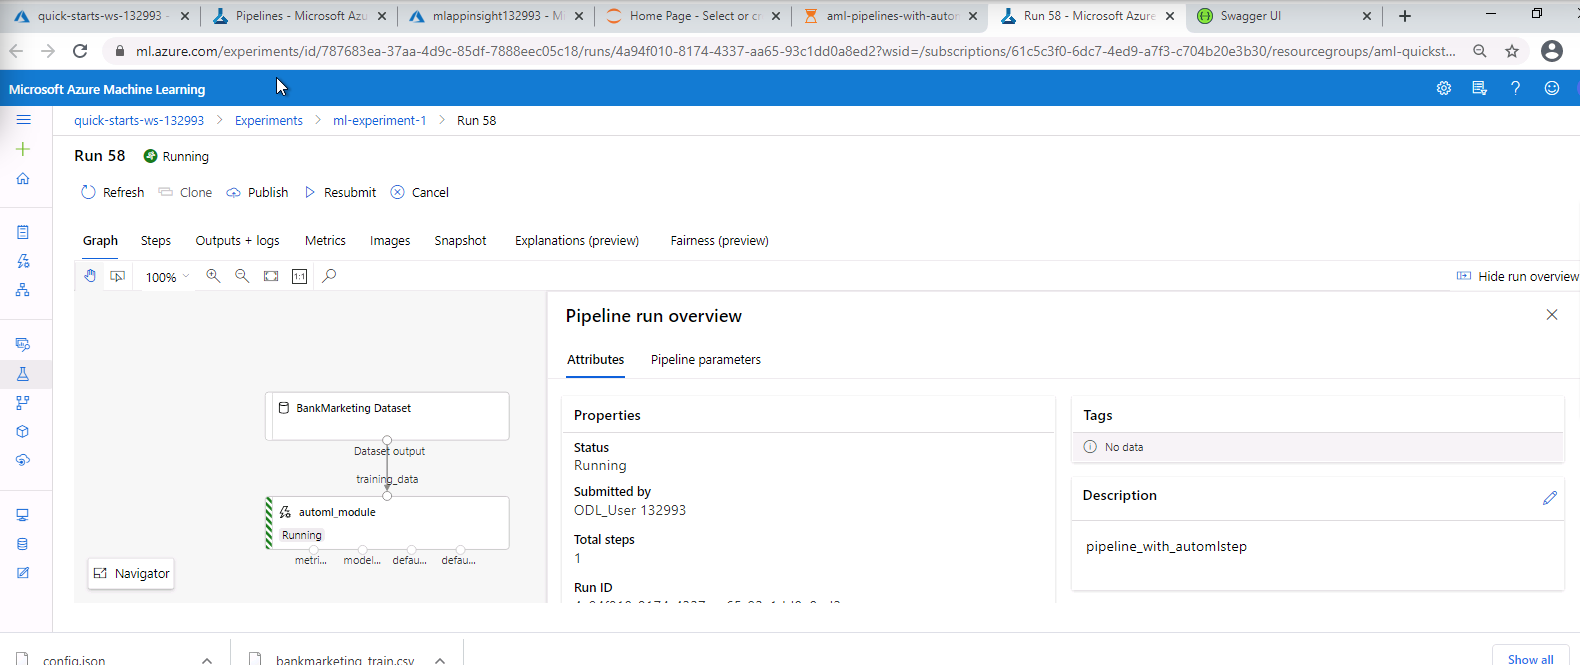 quick-starts-ws-132993 -
Pipelines - Microsoft Azu
mlappinsight132993 - Mi
Home Page - Select or cr
aml-pipelines-with-auton
Run 58 - Microsoft Azure
Swagger UI
ml.azure.com/experiments/id/787683ea-37aa-4d9c-85df-7888eec05c18/runs/4a94f010-8174-4337-aa65-93c1dd0a8ed2?wsid=/subscriptions/61c5c3f0-6dc7-4ed9-a7f3-c704b20e3b30/resourcegroups/aml-quickst...
Microsoft Azure Machine Learning
quick-starts-ws-132993 > Experiments > ml-experiment-1 > Run 58
Run 58 Running
Refresh Clone Publish Resubmit Cancel
Graph Steps Outputs + logs Metrics Images Snapshot Explanations (preview) Fairness (preview)
100% 1:1 Hide run overview
Pipeline run overview
Attributes Pipeline parameters
BankMarketing Dataset
Dataset output
training_data
automl_module
Running
metri... model... defau... defau...
Navigator
Properties
Status
Running
Submitted by
ODL_User 132993
Total steps
1
Run ID
Tags
No data
Description
pipeline_with_automlstep
config.json
bankmarketing_train.csv
Show all